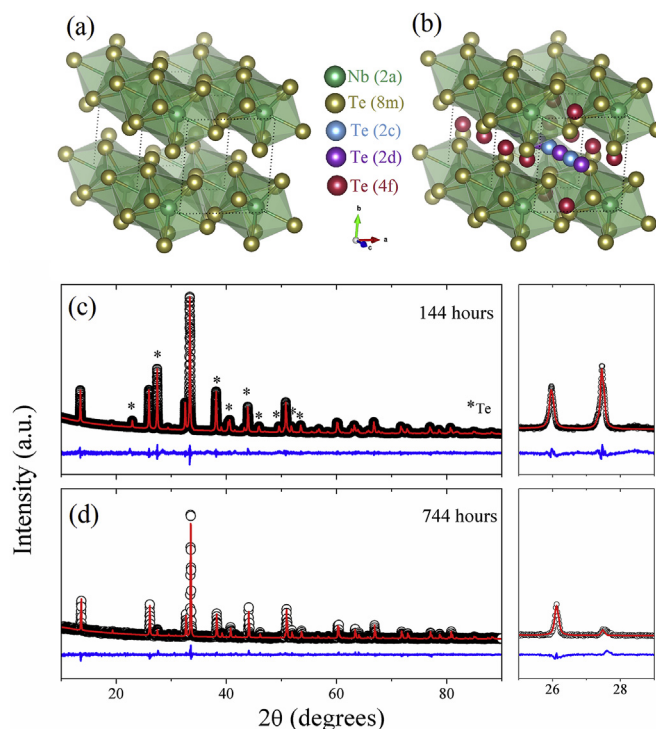 (a)
(b)
Nb (2a)
Te (8m)
Te (2c)
Te (2d)
Te (4f)
b
a
c
(c)
144 hours
*
*
*
*
*
*
*
*
*
*Te
(d)
744 hours
Intensity (a.u.)
20
40
60
80
26
28
2θ (degrees)